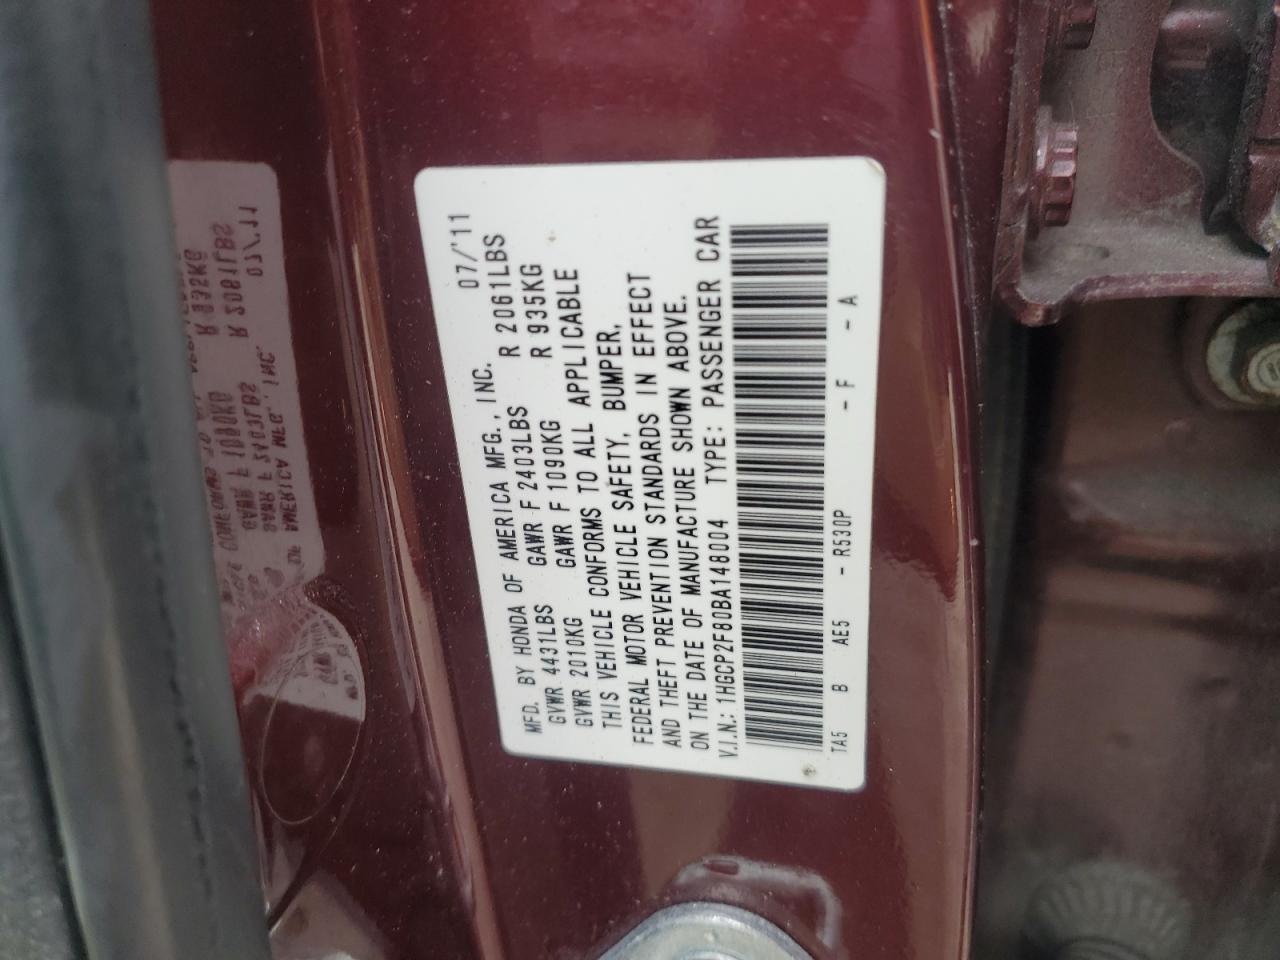 MFD. BY HONDA OF AMERICA MFG., INC. 07/'11
GVWR 4431LBS GAWR F 2403LBS R 2061LBS
GVWR 2010KG GAWR F 1090KG R 935KG
THIS VEHICLE CONFORMS TO ALL APPLICABLE
FEDERAL MOTOR VEHICLE SAFETY, BUMPER,
AND THEFT PREVENTION STANDARDS IN EFFECT
ON THE DATE OF MANUFACTURE SHOWN ABOVE.
V.I.N.: 1HGCP2F80BA148004 TYPE: PASSENGER CAR
TA5 B AE5 - R530P - F - A